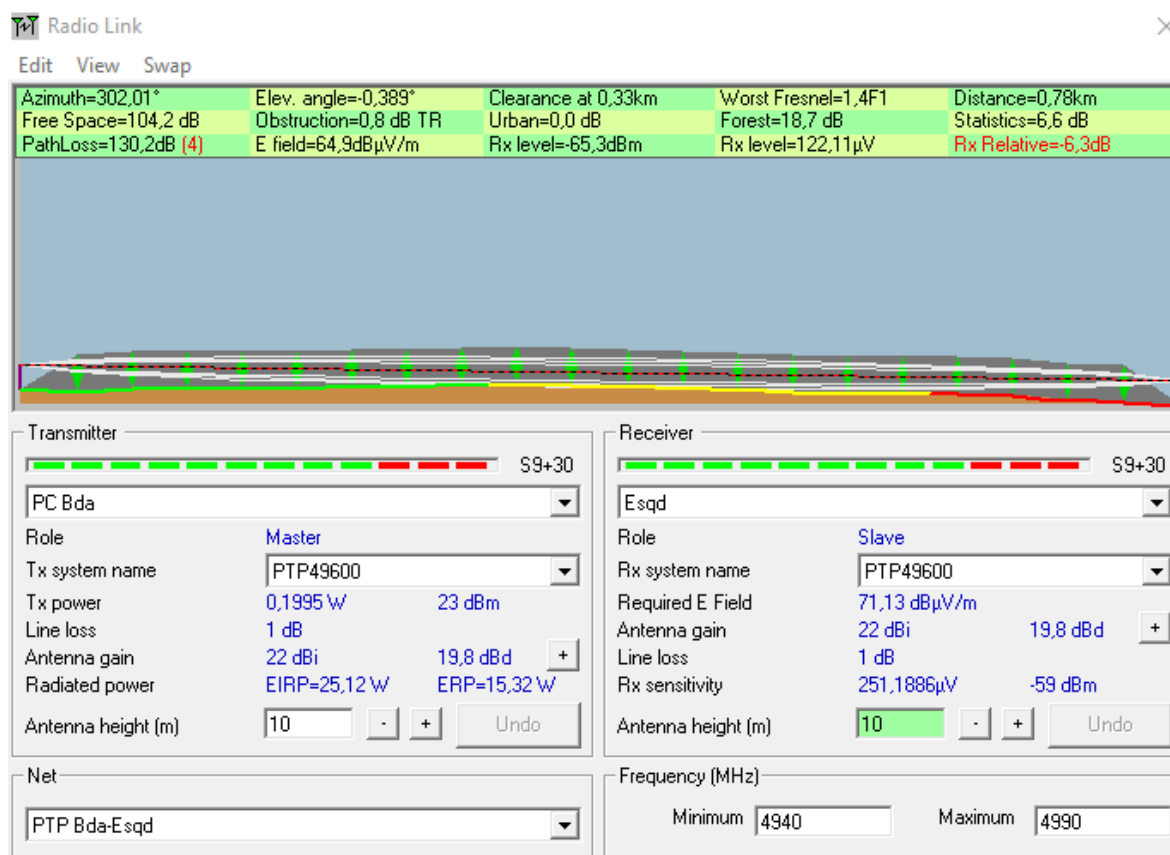 Radio Link
Edit View Swap
Azimuth=302,01° Elev. angle=-0,389° Clearance at 0,33km Worst Fresnel=1,4F1 Distance=0,78km
Free Space=104,2 dB Obstruction=0,8 dB TR Urban=0,0 dB Forest=18,7 dB Statistics=6,6 dB
PathLoss=130,2dB (4) E field=64,9dBµV/m Rx level=-65,3dBm Rx level=122,11µV Rx Relative=-6,3dB
Transmitter Receiver
S9+30 S9+30
PC Bda Esqd
Role Master Role Slave
Tx system name PTP49600 Rx system name PTP49600
Tx power 0,1995 W 23 dBm Required E Field 71,13 dBµV/m
Line loss 1 dB Antenna gain 22 dBi 19,8 dBd +
Antenna gain 22 dBi 19,8 dBd + Line loss 1 dB
Radiated power EIRP=25,12 W ERP=15,32 W Rx sensitivity 251,1886µV -59 dBm
Antenna height (m) 10 - + Undo Antenna height (m) 10 - + Undo
Net Frequency (MHz)
PTP Bda-Esqd Minimum 4940 Maximum 4990